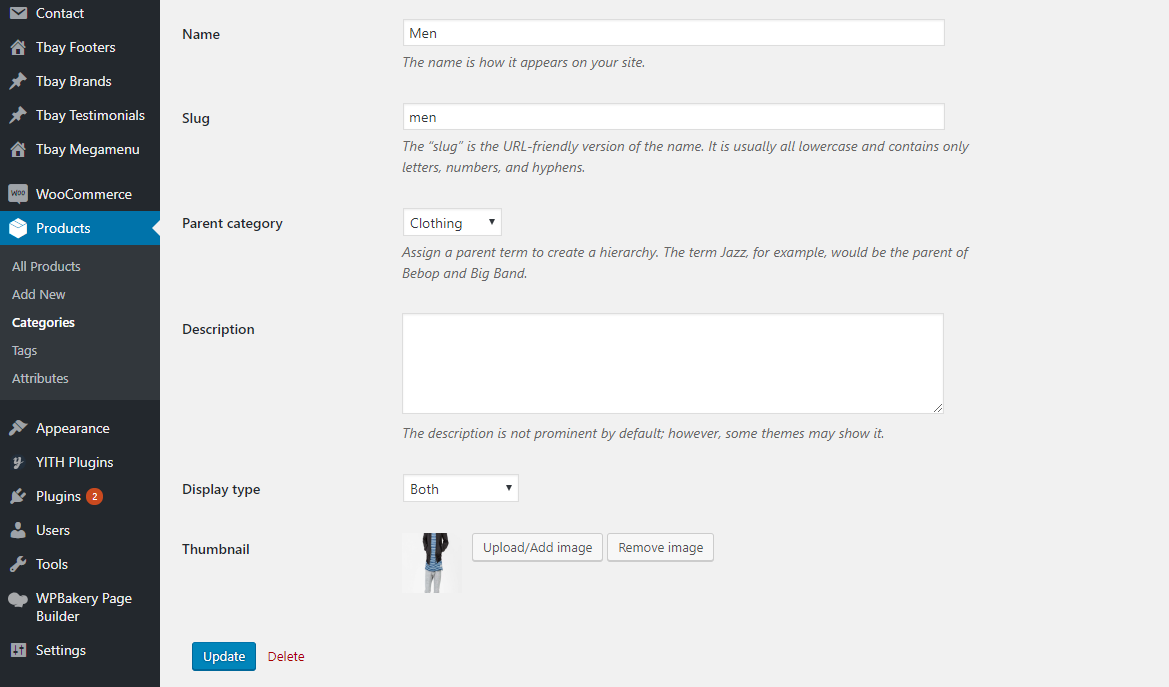 Contact
Tbay Footers
Tbay Brands
Tbay Testimonials
Tbay Megamenu
WOO
WooCommerce
Products
All Products
Add New
Categories
Tags
Attributes
Appearance
YITH Plugins
Plugins 2
Users
Tools
WPBakery Page
Builder
Settings
Name
Men
The name is how it appears on your site.
Slug
men
The “slug” is the URL-friendly version of the name. It is usually all lowercase and contains only
letters, numbers, and hyphens.
Parent category
Clothing
Assign a parent term to create a hierarchy. The term Jazz, for example, would be the parent of
Bebop and Big Band.
Description
The description is not prominent by default; however, some themes may show it.
Display type
Both
Thumbnail
Upload/Add image
Remove image
Update
Delete